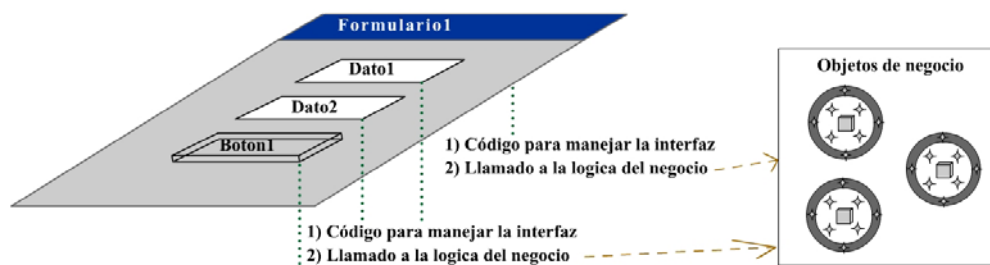 Formulario1
Objetos de negocio
Dato1
Dato2
Boton1
1) Código para manejar la interfaz
2) Llamado a la logica del negocio
1) Código para manejar la interfaz
2) Llamado a la logica del negocio